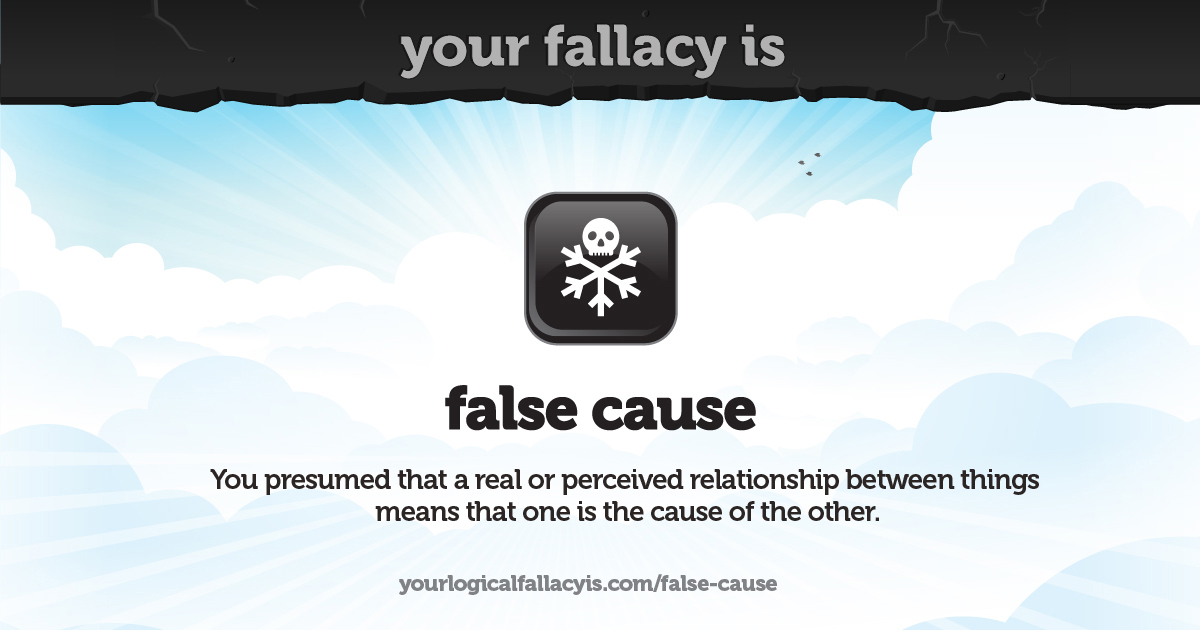 your fallacy is
false cause
You presumed that a real or perceived relationship between things
means that one is the cause of the other.
yourlogicalfallacyis.com/false-cause